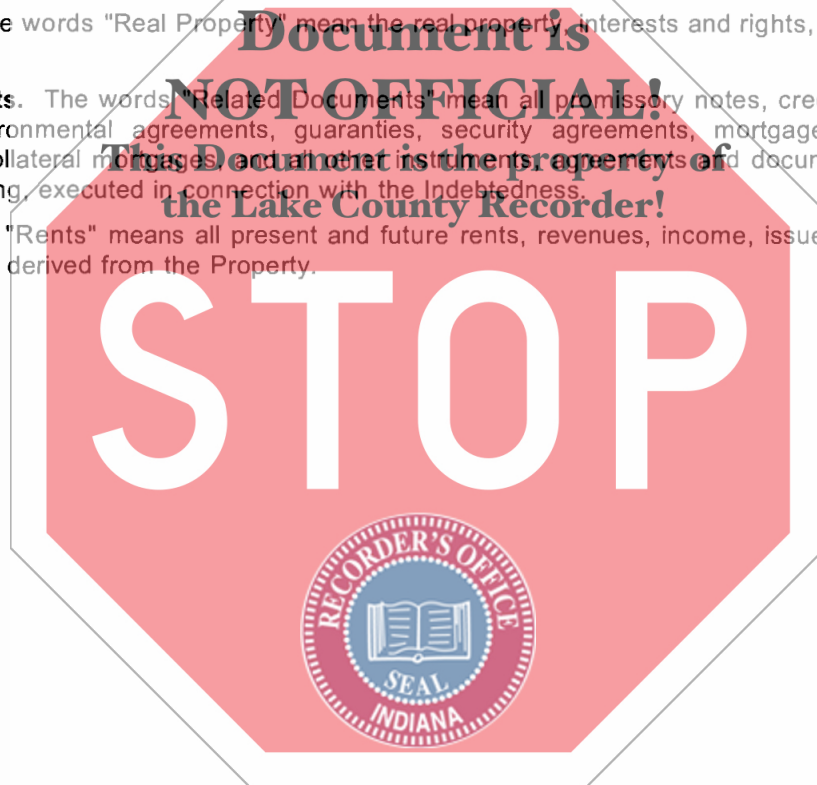 e words "Real Property" mean the real property, interests and rights,
Document is
NOT OFFICIAL!
ts. The words "Related Documents" mean all promissory notes, cre
ronmental agreements, guaranties, security agreements, mortgage
This Document is the property of
ollateral mortgages, and all other instruments, agreements and docum
ng, executed in connection with the Indebtedness.
the Lake County Recorder!
"Rents" means all present and future rents, revenues, income, issue
derived from the Property.
STOP
RECORDER'S OFFICE
SEAL
INDIANA